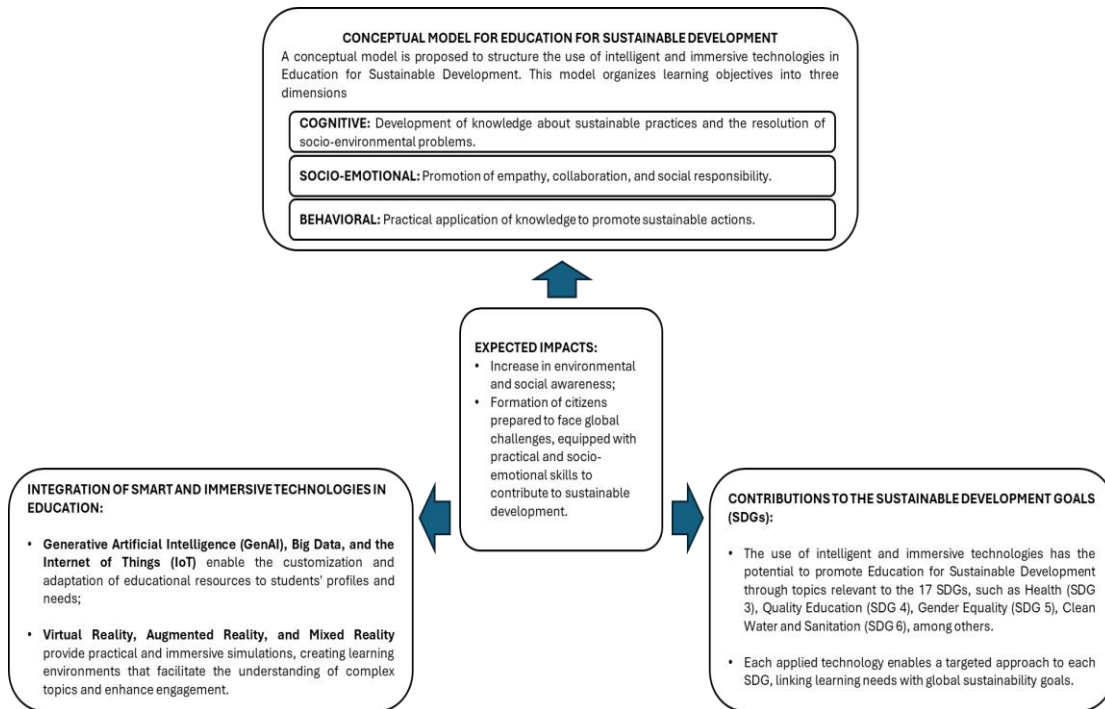 CONCEPTUAL MODEL FOR EDUCATION FOR SUSTAINABLE DEVELOPMENT
A conceptual model is proposed to structure the use of intelligent and immersive technologies in
Education for Sustainable Development. This model organizes learning objectives into three
dimensions
COGNITIVE: Development of knowledge about sustainable practices and the resolution of
socio-environmental problems.
SOCIO-EMOTIONAL: Promotion of empathy, collaboration, and social responsibility.
BEHAVIORAL: Practical application of knowledge to promote sustainable actions.
EXPECTED IMPACTS:
• Increase in environmental
and social awareness;
• Formation of citizens
prepared to face global
challenges, equipped with
practical and socio-
emotional skills to
contribute to sustainable
development.
INTEGRATION OF SMART AND IMMERSIVE TECHNOLOGIES IN
EDUCATION:
• Generative Artificial Intelligence (GenAI), Big Data, and the
Internet of Things (IoT) enable the customization and
adaptation of educational resources to students' profiles and
needs;
• Virtual Reality, Augmented Reality, and Mixed Reality
provide practical and immersive simulations, creating learning
environments that facilitate the understanding of complex
topics and enhance engagement.
CONTRIBUTIONS TO THE SUSTAINABLE DEVELOPMENT GOALS
(SDGs):
• The use of intelligent and immersive technologies has the
potential to promote Education for Sustainable Development
through topics relevant to the 17 SDGs, such as Health (SDG
3), Quality Education (SDG 4), Gender Equality (SDG 5), Clean
Water and Sanitation (SDG 6), among others.
• Each applied technology enables a targeted approach to each
SDG, linking learning needs with global sustainability goals.